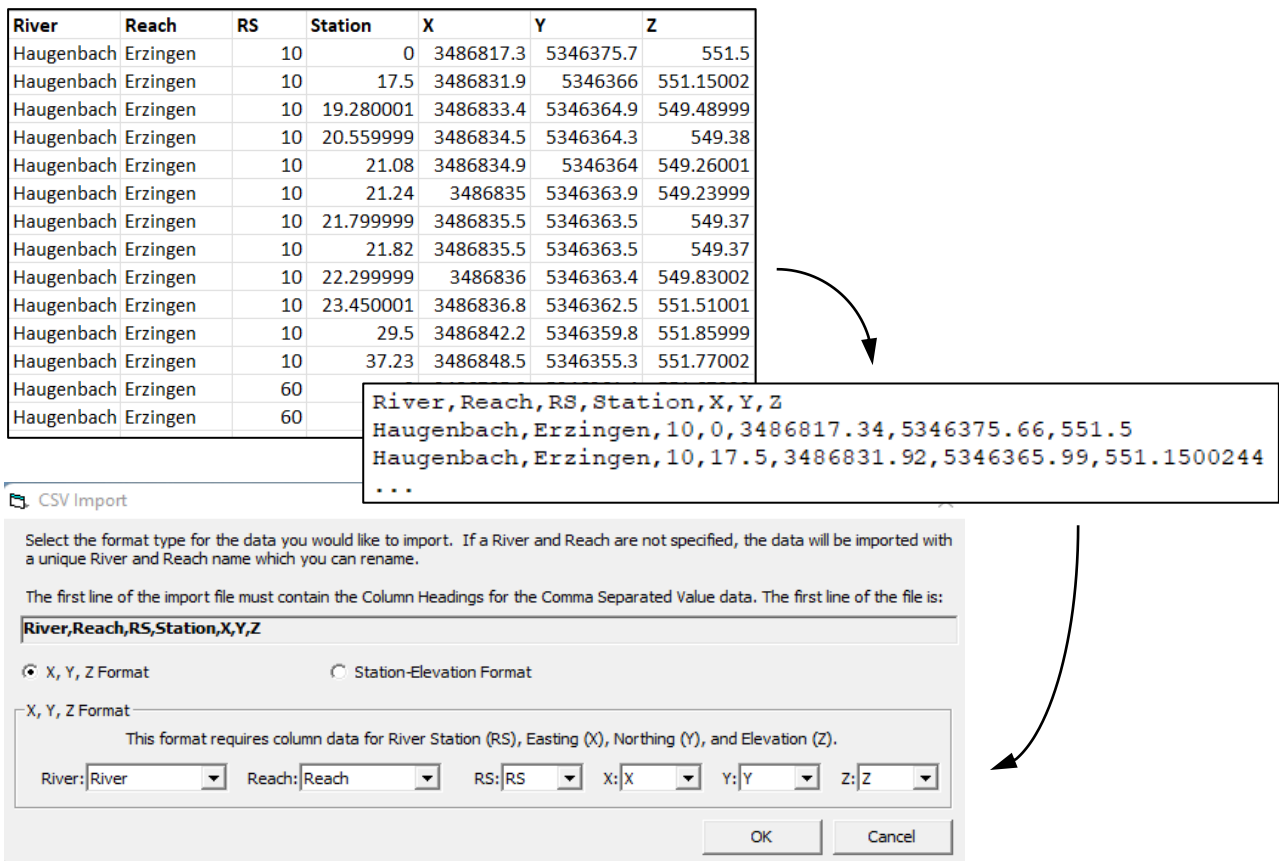 River Reach RS Station X Y Z
Haugenbach Erzingen 10 0 3486817.3 5346375.7 551.5
Haugenbach Erzingen 10 17.5 3486831.9 5346366 551.15002
Haugenbach Erzingen 10 19.280001 3486833.4 5346364.9 549.48999
Haugenbach Erzingen 10 20.559999 3486834.5 5346364.3 549.38
Haugenbach Erzingen 10 21.08 3486834.9 5346364 549.26001
Haugenbach Erzingen 10 21.24 3486835 5346363.9 549.23999
Haugenbach Erzingen 10 21.799999 3486835.5 5346363.5 549.37
Haugenbach Erzingen 10 21.82 3486835.5 5346363.5 549.37
Haugenbach Erzingen 10 22.299999 3486836 5346363.4 549.83002
Haugenbach Erzingen 10 23.450001 3486836.8 5346362.5 551.51001
Haugenbach Erzingen 10 29.5 3486842.2 5346359.8 551.85999
Haugenbach Erzingen 10 37.23 3486848.5 5346355.3 551.77002
Haugenbach Erzingen 60
Haugenbach Erzingen 60
River,Reach,RS,Station,X,Y,Z
Haugenbach,Erzingen,10,0,3486817.34,5346375.66,551.5
Haugenbach,Erzingen,10,17.5,3486831.92,5346365.99,551.1500244
...
CSV Import
Select the format type for the data you would like to import. If a River and Reach are not specified, the data will be imported with
a unique River and Reach name which you can rename.
The first line of the import file must contain the Column Headings for the Comma Separated Value data. The first line of the file is:
River,Reach,RS,Station,X,Y,Z
X, Y, Z Format Station-Elevation Format
X, Y, Z Format
This format requires column data for River Station (RS), Easting (X), Northing (Y), and Elevation (Z).
River: River Reach: Reach RS: RS X: X Y: Y Z: Z
OK Cancel